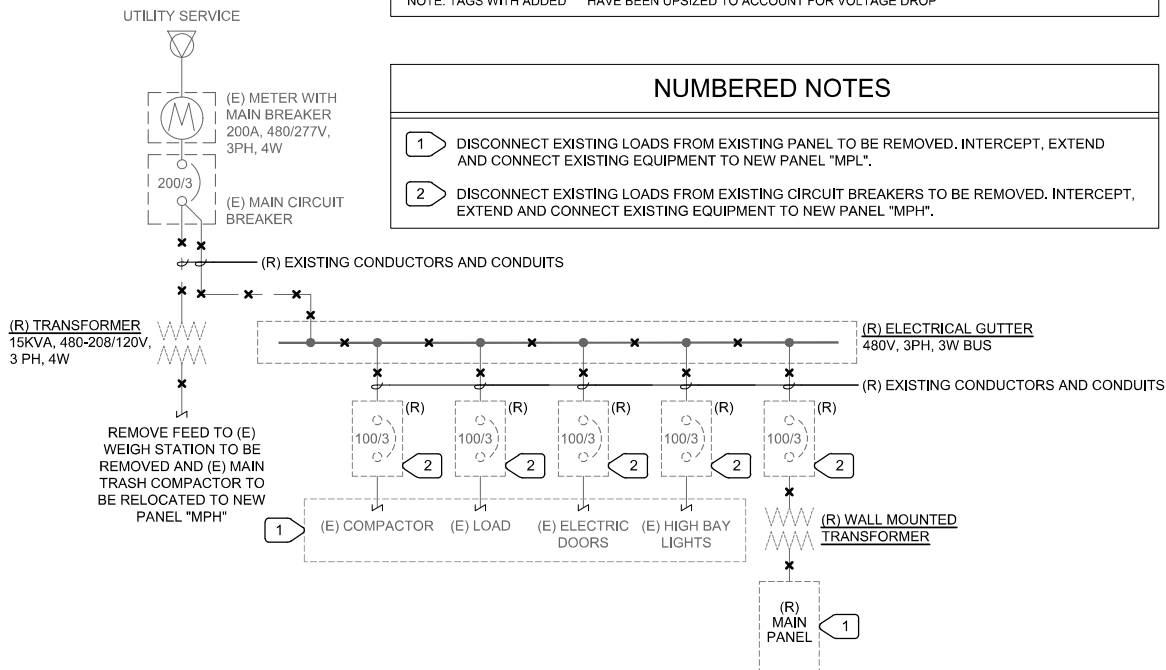 NOTE: TAGS WITH ADDED HAVE BEEN UPSIZED TO ACCOUNT FOR VOLTAGE DROP
UTILITY SERVICE
NUMBERED NOTES
1 DISCONNECT EXISTING LOADS FROM EXISTING PANEL TO BE REMOVED. INTERCEPT, EXTEND
AND CONNECT EXISTING EQUIPMENT TO NEW PANEL "MPL".
2 DISCONNECT EXISTING LOADS FROM EXISTING CIRCUIT BREAKERS TO BE REMOVED. INTERCEPT,
EXTEND AND CONNECT EXISTING EQUIPMENT TO NEW PANEL "MPH".
M
(E) METER WITH
MAIN BREAKER
200A, 480/277V,
3PH, 4W
200/3
(E) MAIN CIRCUIT
BREAKER
(R) EXISTING CONDUCTORS AND CONDUITS
(R) TRANSFORMER
15KVA, 480-208/120V,
3 PH, 4W
(R) ELECTRICAL GUTTER
480V, 3PH, 3W BUS
(R) EXISTING CONDUCTORS AND CONDUITS
REMOVE FEED TO (E)
WEIGH STATION TO BE
REMOVED AND (E) MAIN
TRASH COMPACTOR TO
BE RELOCATED TO NEW
PANEL "MPH"
(R) (R) (R) (R) (R)
100/3 100/3 100/3 100/3 100/3
2 2 2 2 2
1
(E) COMPACTOR
(E) LOAD
(E) ELECTRIC
DOORS
(E) HIGH BAY
LIGHTS
(R) WALL MOUNTED
TRANSFORMER
(R)
MAIN
PANEL
1